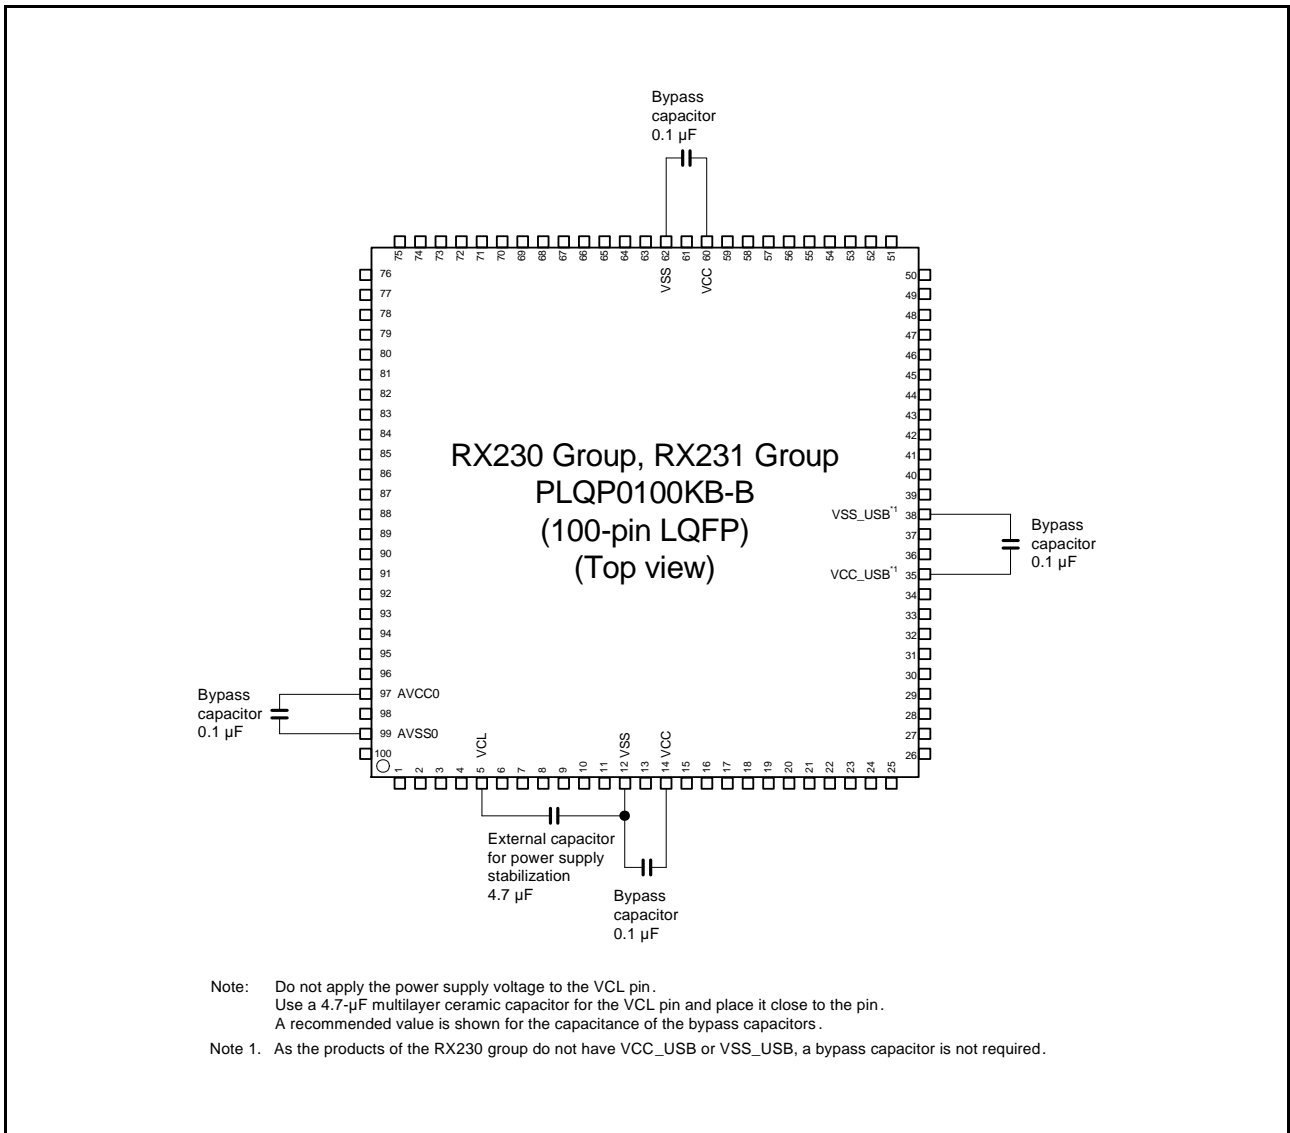 Bypass
capacitor
0.1 µF
75 74 73 72 71 70 69 68 67 66 65 64 63 62 61 60 59 58 57 56 55 54 53 52 51
VSS VCC
76
77
78
79
80
81
82
83
84
85
86
87
88
89
90
91
92
93
94
95
96
97 AVCC0
98
99 AVSS0
100
50
49
48
47
46
45
44
43
42
41
40
39
VSS_USB*1 38
37
36
VCC_USB*1 35
34
33
32
31
30
29
28
27
26
RX230 Group, RX231 Group
PLQP0100KB-B
(100-pin LQFP)
(Top view)
Bypass
capacitor
0.1 µF
Bypass
capacitor
0.1 µF
VCL VSS VCC
1 2 3 4 5 6 7 8 9 10 11 12 13 14 15 16 17 18 19 20 21 22 23 24 25
External capacitor
for power supply
stabilization
4.7 µF
Bypass
capacitor
0.1 µF
Note: Do not apply the power supply voltage to the VCL pin.
Use a 4.7-µF multilayer ceramic capacitor for the VCL pin and place it close to the pin.
A recommended value is shown for the capacitance of the bypass capacitors.
Note 1. As the products of the RX230 group do not have VCC_USB or VSS_USB, a bypass capacitor is not required.